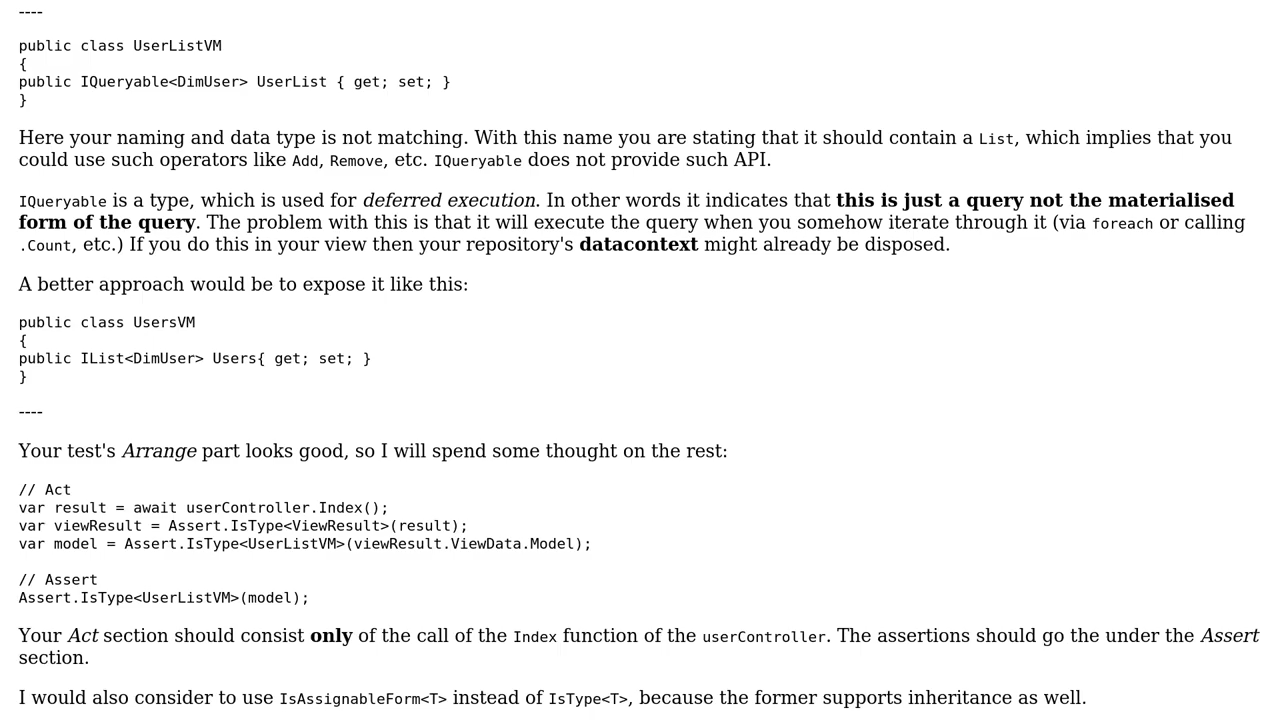 ----
public class UserListVM
{
public IQueryable<DimUser> UserList { get; set; }
}
Here your naming and data type is not matching. With this name you are stating that it should contain a List, which implies that you
could use such operators like Add, Remove, etc. IQueryable does not provide such API.
IQueryable is a type, which is used for deferred execution. In other words it indicates that this is just a query not the materialised
form of the query. The problem with this is that it will execute the query when you somehow iterate through it (via foreach or calling
.Count, etc.) If you do this in your view then your repository's datacontext might already be disposed.
A better approach would be to expose it like this:
public class UsersVM
{
public IList<DimUser> Users{ get; set; }
}
----
Your test's Arrange part looks good, so I will spend some thought on the rest:
// Act
var result = await userController.Index();
var viewResult = Assert.IsType<ViewResult>(result);
var model = Assert.IsType<UserListVM>(viewResult.ViewData.Model);
// Assert
Assert.IsType<UserListVM>(model);
Your Act section should consist only of the call of the Index function of the userController. The assertions should go the under the Assert
section.
I would also consider to use IsAssignableForm<T> instead of IsType<T>, because the former supports inheritance as well.